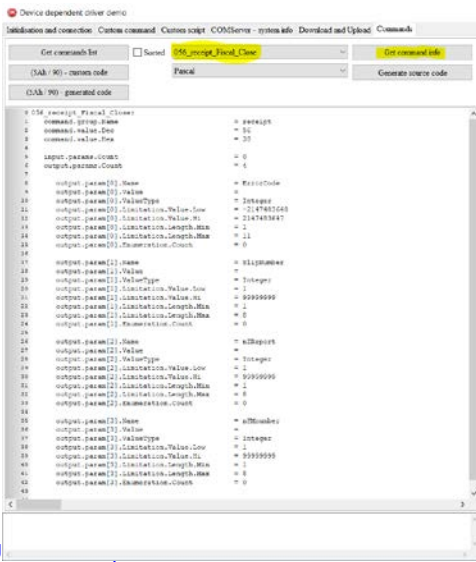 Device dependent driver demo
Initialisation and connection Custom command Custom script COMServer - system info Download and Upload Commands
Get commands list Sorted 056_receipt_Fiscal_Close Get command info
(5Ah / 90) - custom code Pascal Generate source code
(5Ah / 90) - generated code
056_receipt_Fiscal_Close:
command.group.Name = receipt
command.value.Dec = 56
command.value.Hex = 38
input.params.Count = 0
output.params.Count = 4
output.param[0].Name = ErrorCode
output.param[0].Value =
output.param[0].ValueType = Integer
output.param[0].Limitation.Value.Low = -2147483648
output.param[0].Limitation.Value.Hi = 2147483647
output.param[0].Limitation.Length.Min = 1
output.param[0].Limitation.Length.Max = 11
output.param[0].Enumeration.Count = 0
output.param[1].Name = SlipNumber
output.param[1].Value =
output.param[1].ValueType = Integer
output.param[1].Limitation.Value.Low = 1
output.param[1].Limitation.Value.Hi = 99999999
output.param[1].Limitation.Length.Min = 1
output.param[1].Limitation.Length.Max = 8
output.param[1].Enumeration.Count = 0
output.param[2].Name = nZReport
output.param[2].Value =
output.param[2].ValueType = Integer
output.param[2].Limitation.Value.Low = 1
output.param[2].Limitation.Value.Hi = 99999999
output.param[2].Limitation.Length.Min = 1
output.param[2].Limitation.Length.Max = 8
output.param[2].Enumeration.Count = 0
output.param[3].Name
output.param[3].Value =
output.param[3].ValueType = Integer
output.param[3].Limitation.Value.Low = 1
output.param[3].Limitation.Value.Hi = 99999999
output.param[3].Limitation.Length.Min = 1
output.param[3].Limitation.Length.Max = 8
output.param[3].Enumeration.Count = 0